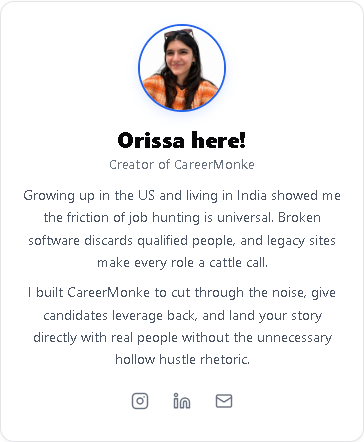 Orissa here!
Creator of CareerMonke
Growing up in the US and living in India showed me
the friction of job hunting is universal. Broken
software discards qualified people, and legacy sites
make every role a cattle call.
I built CareerMonke to cut through the noise, give
candidates leverage back, and land your story
directly with real people without the unnecessary
hollow hustle rhetoric.